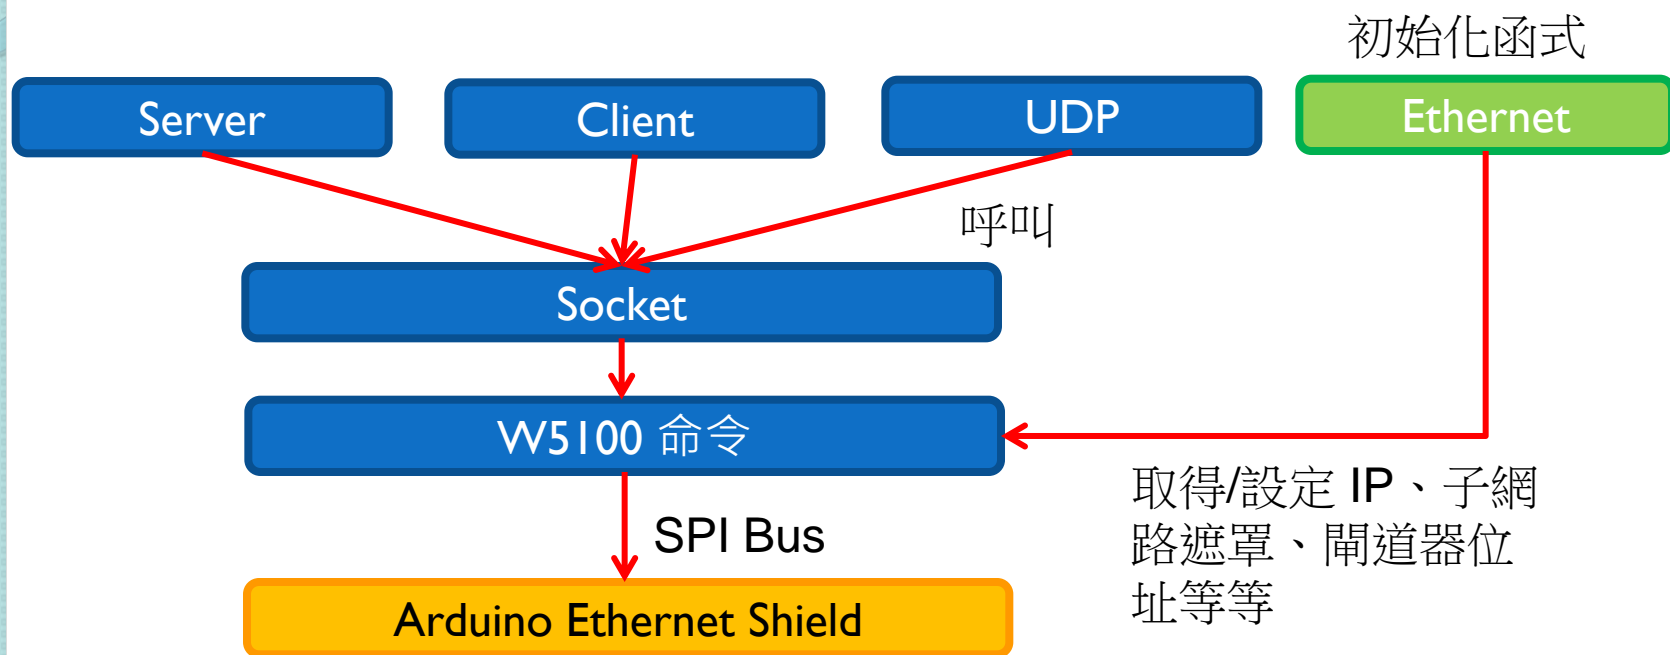 初始化函式
Server
Client
UDP
Ethernet
呼叫
Socket
W5100 命令
取得/設定 IP、子網
路遮罩、閘道器位
址等等
SPI Bus
Arduino Ethernet Shield